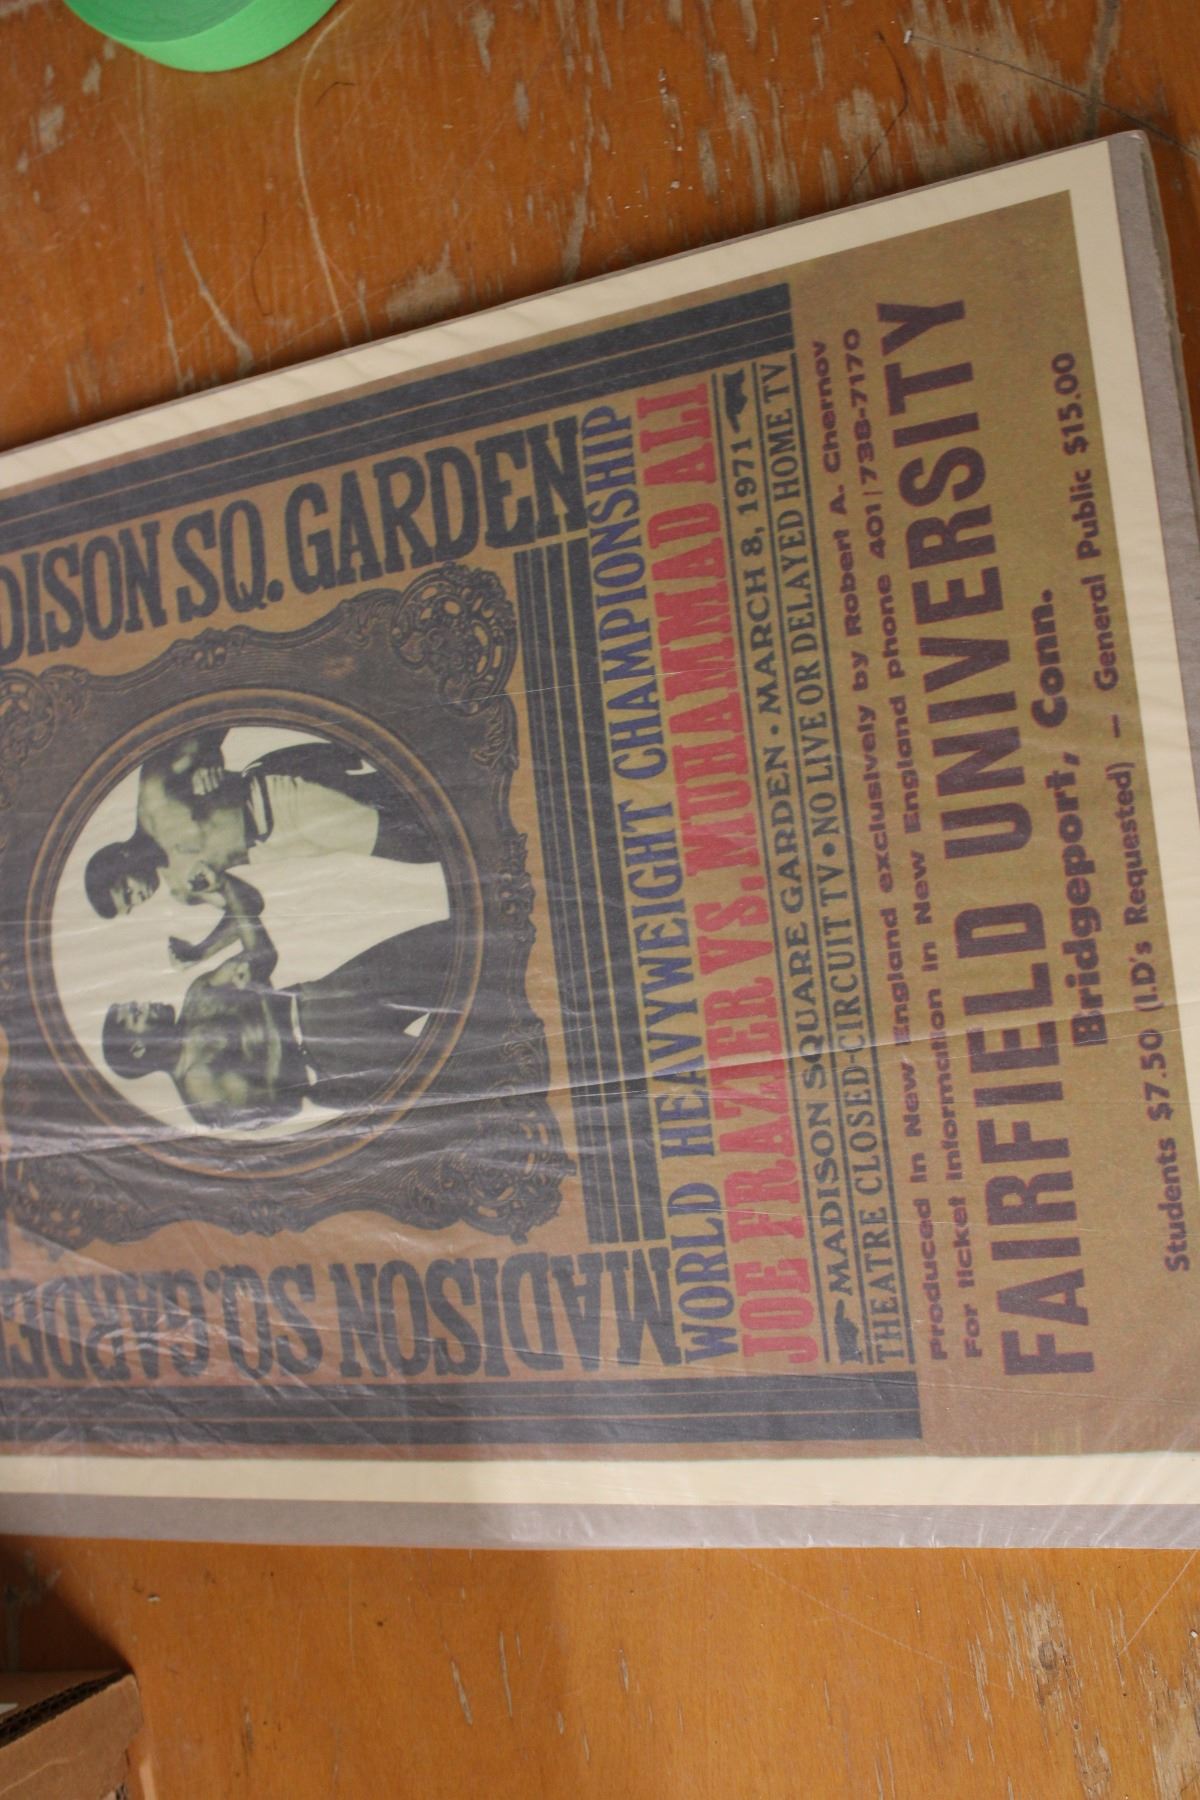 MADISON SQ. GARDEN
DISON SQ. GARDEN
WORLD HEAVYWEIGHT CHAMPIONSHIP
JOE FRAZIER VS. MUHAMMAD ALI
MADISON SQUARE GARDEN • MARCH 8, 1971
THEATRE CLOSED-CIRCUIT TV • NO LIVE OR DELAYED HOME TV
Produced in New England exclusively by Robert A. Chernov
For ticket information in New England phone 401 | 738-7170
FAIRFIELD UNIVERSITY
Bridgeport, Conn.
Students $7.50 (I.D's Requested) — General Public $15.00